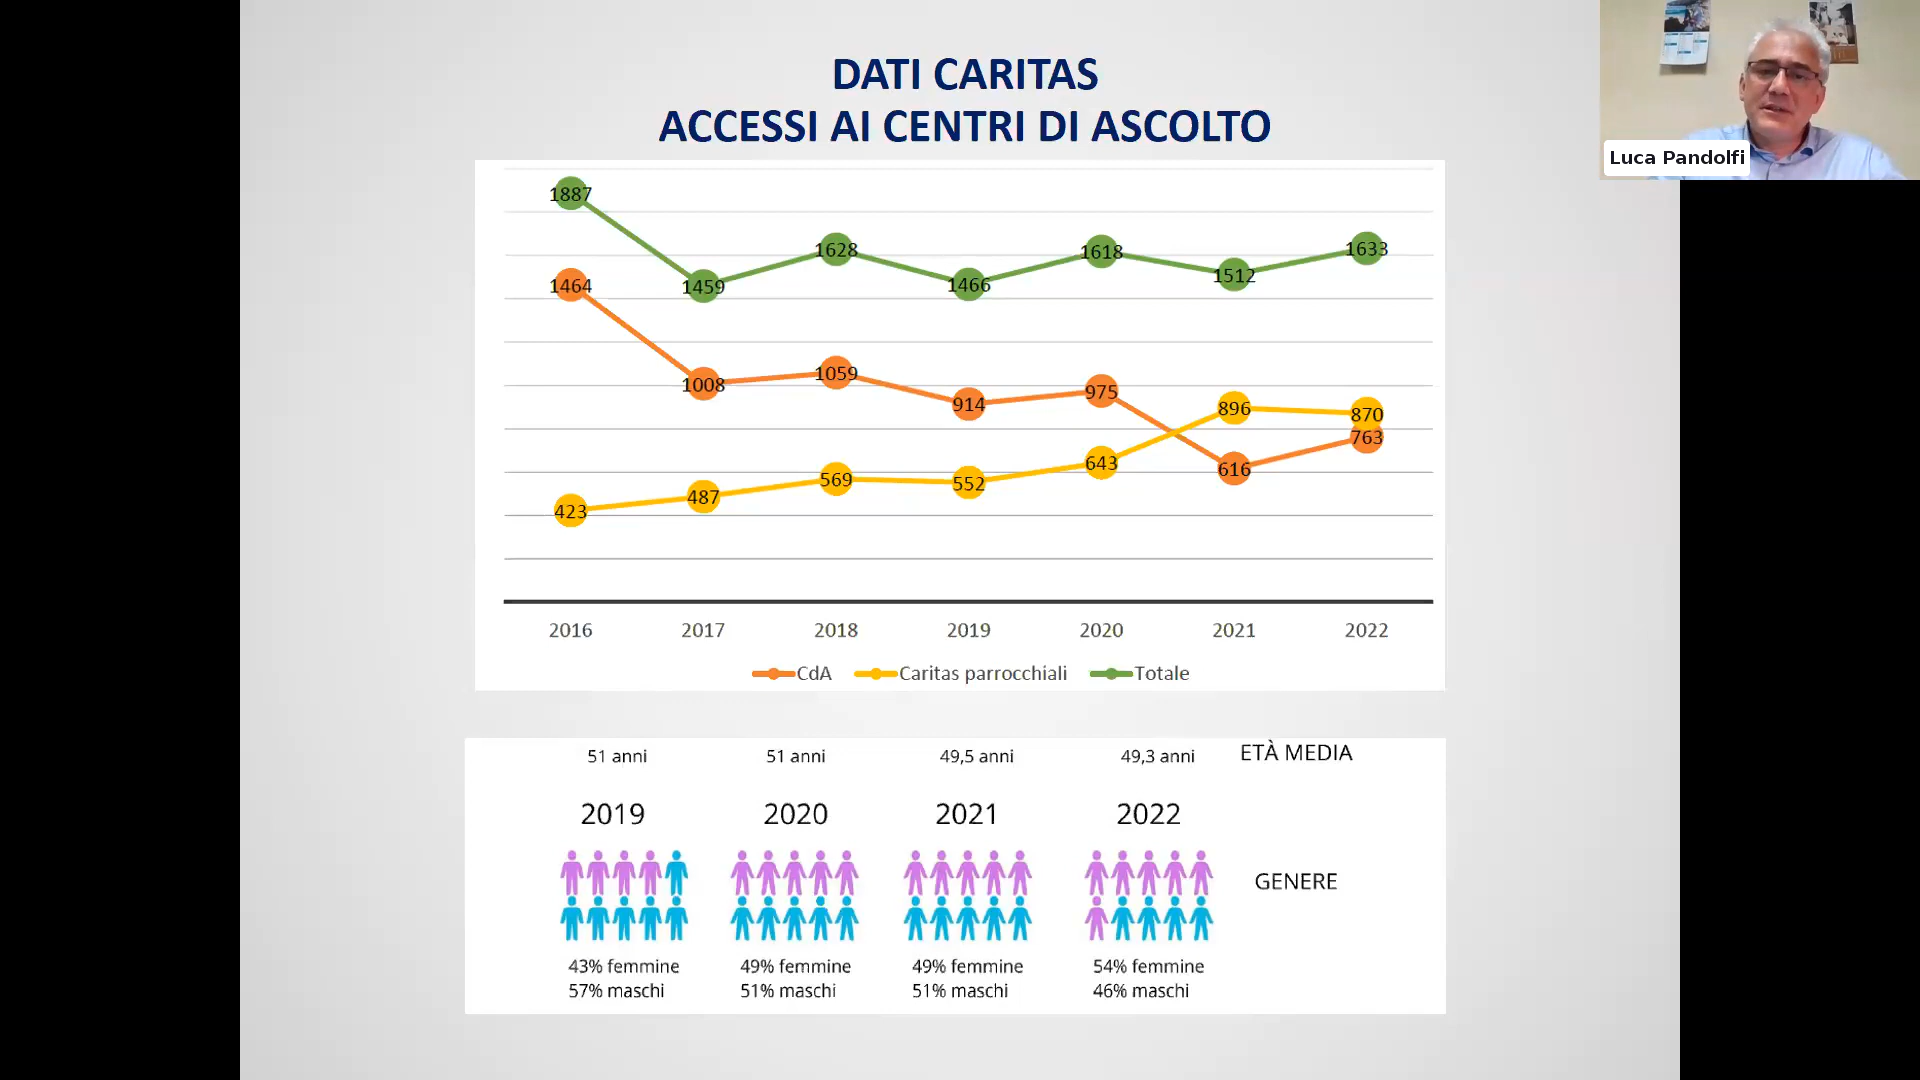 DATI CARITAS
ACCESSI AI CENTRI DI ASCOLTO
Luca Pandolfi
1887 1459 1628 1466 1618 1512 1633
1464 1008 1059 914 975 616 763
423 487 569 552 643 896 870
2016 2017 2018 2019 2020 2021 2022
CdA Caritas parrocchiali Totale
51 anni 51 anni 49,5 anni 49,3 anni ETÀ MEDIA
2019 2020 2021 2022
GENERE
43% femmine 49% femmine 49% femmine 54% femmine
57% maschi 51% maschi 51% maschi 46% maschi